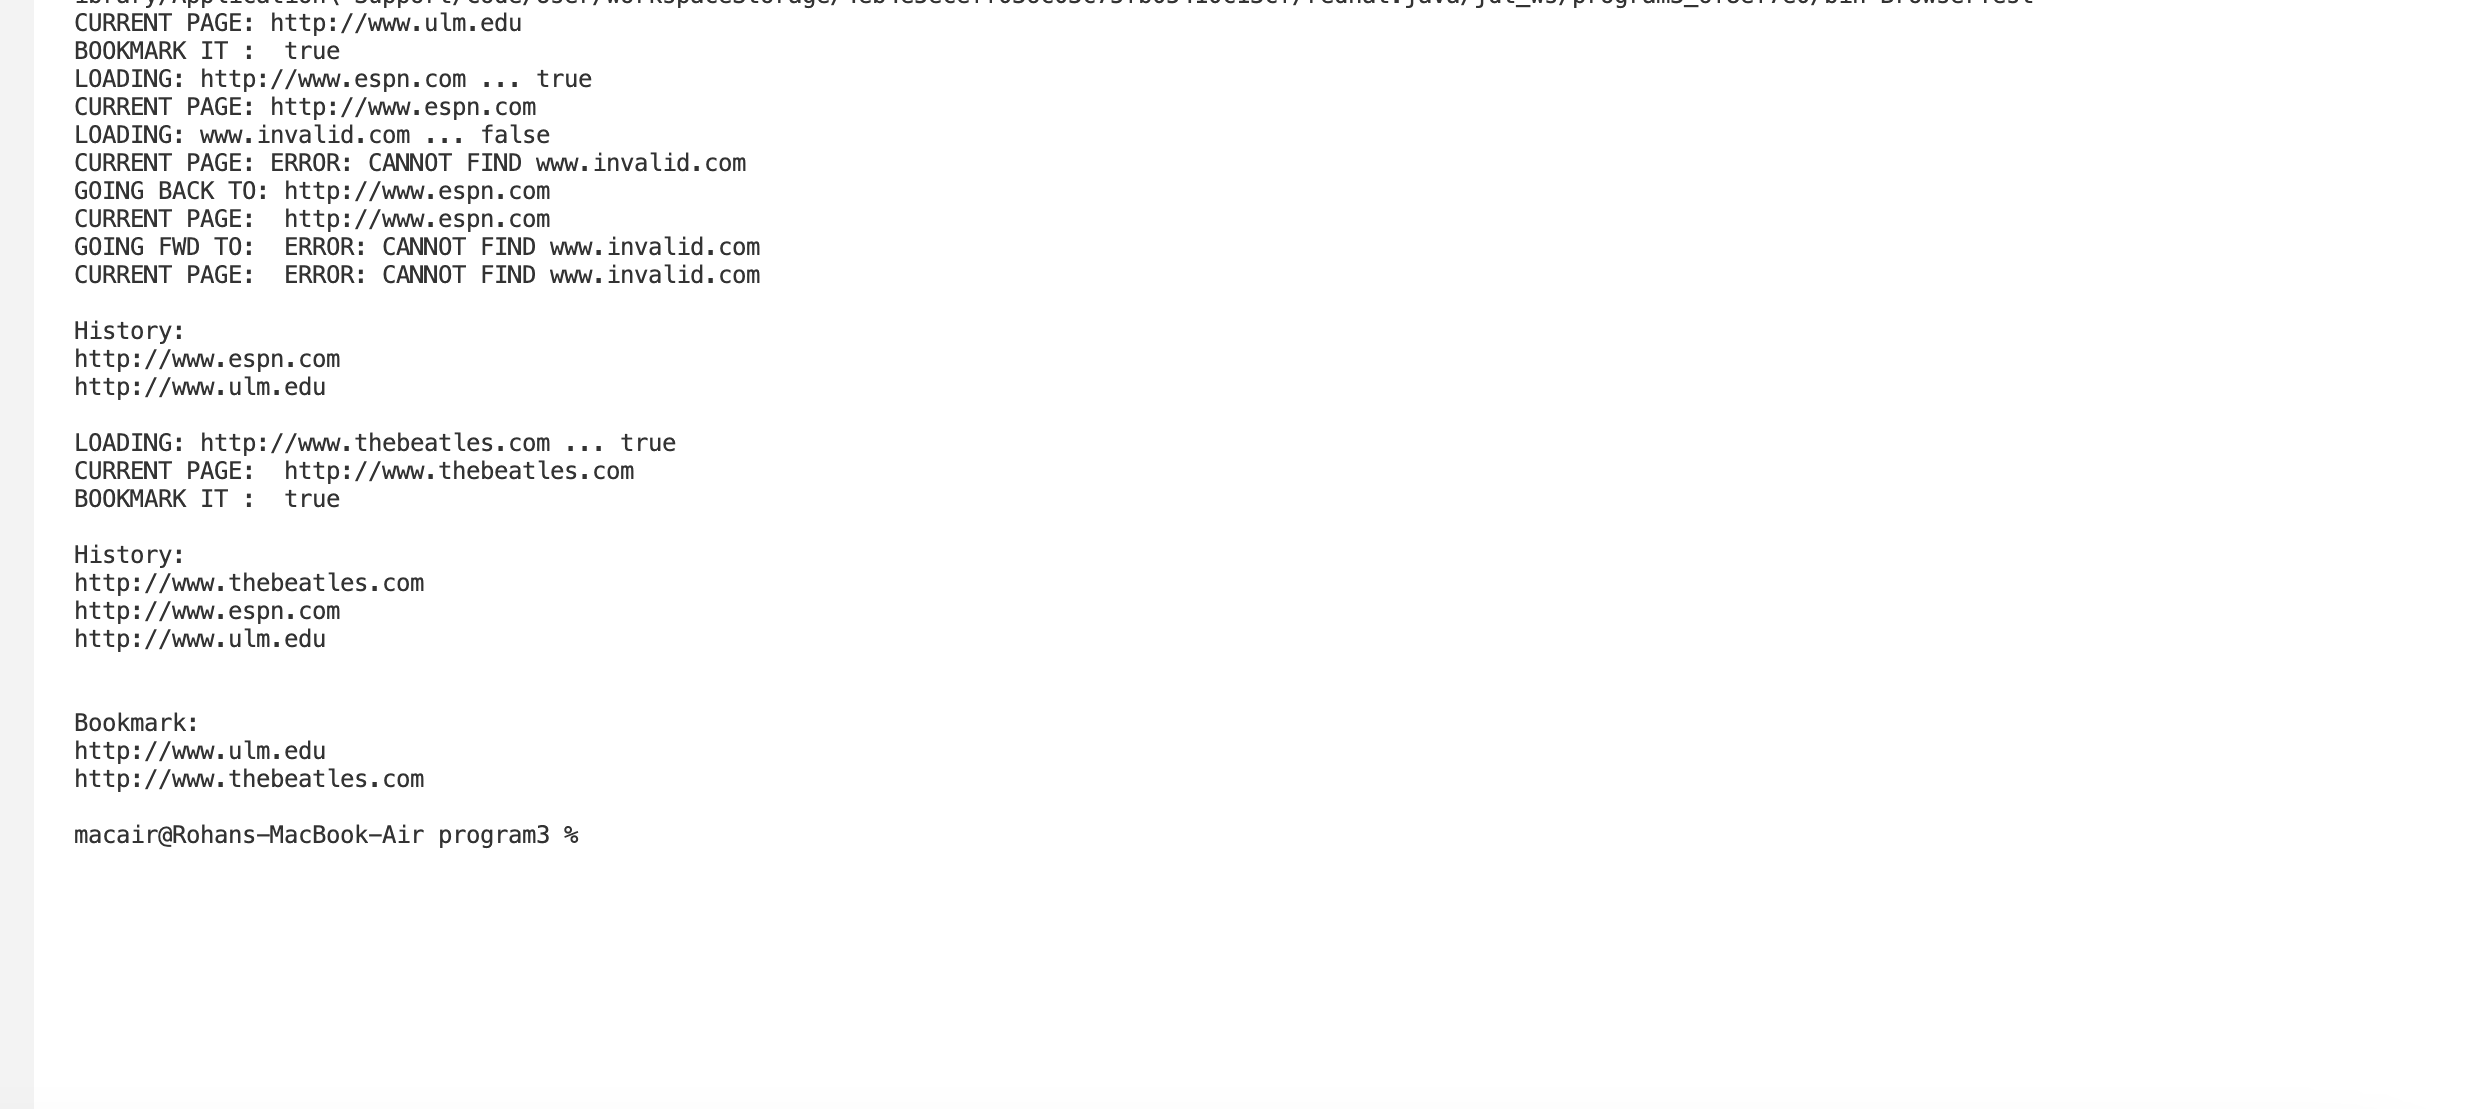 CURRENT PAGE: http://www.ulm.edu
BOOKMARK IT :  true
LOADING: http://www.espn.com ... true
CURRENT PAGE: http://www.espn.com
LOADING: www.invalid.com ... false
CURRENT PAGE: ERROR: CANNOT FIND www.invalid.com
GOING BACK TO: http://www.espn.com
CURRENT PAGE:  http://www.espn.com
GOING FWD TO:  ERROR: CANNOT FIND www.invalid.com
CURRENT PAGE:  ERROR: CANNOT FIND www.invalid.com

History:
http://www.espn.com
http://www.ulm.edu

LOADING: http://www.thebeatles.com ... true
CURRENT PAGE:  http://www.thebeatles.com
BOOKMARK IT :  true

History:
http://www.thebeatles.com
http://www.espn.com
http://www.ulm.edu


Bookmark:
http://www.ulm.edu
http://www.thebeatles.com

macair@Rohans-MacBook-Air program3 %